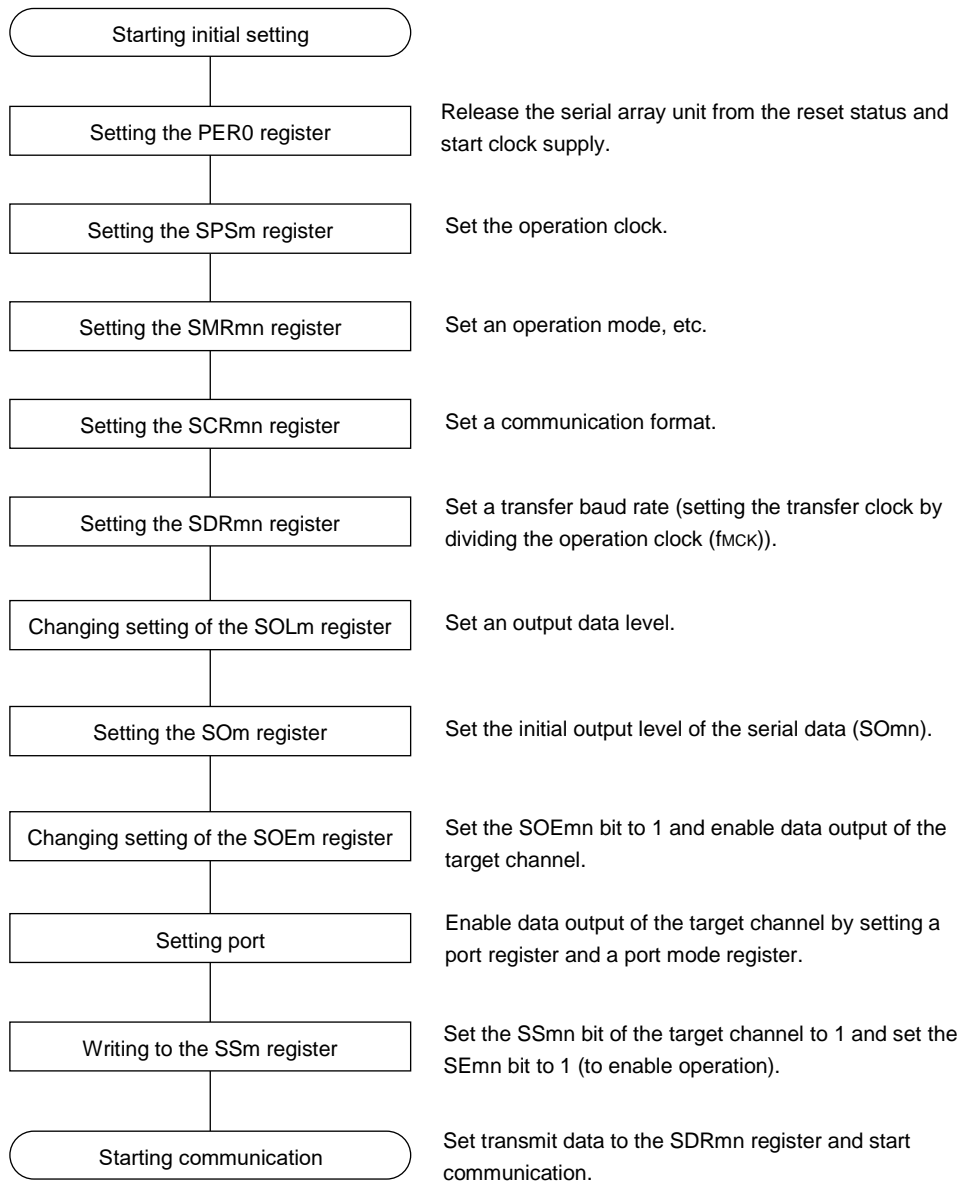 Starting initial setting
Setting the PER0 register
Release the serial array unit from the reset status and
start clock supply.
Setting the SPSm register
Set the operation clock.
Setting the SMRmn register
Set an operation mode, etc.
Setting the SCRmn register
Set a communication format.
Setting the SDRmn register
Set a transfer baud rate (setting the transfer clock by
dividing the operation clock (fMCK)).
Changing setting of the SOLm register
Set an output data level.
Setting the SOm register
Set the initial output level of the serial data (SOmn).
Changing setting of the SOEm register
Set the SOEmn bit to 1 and enable data output of the
target channel.
Setting port
Enable data output of the target channel by setting a
port register and a port mode register.
Writing to the SSm register
Set the SSmn bit of the target channel to 1 and set the
SEmn bit to 1 (to enable operation).
Starting communication
Set transmit data to the SDRmn register and start
communication.